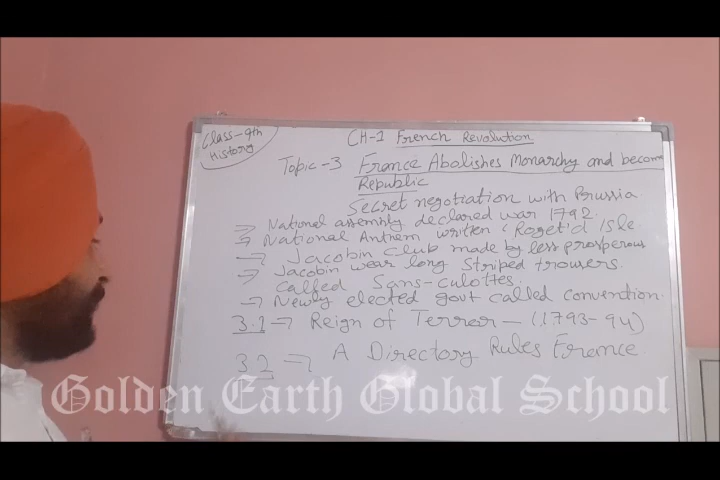 Class-9th
History
CH-1 French Revolution
Topic-3 France Abolishes Monarchy and become
Republic
Secret negotiation with Prussia
→ National assembly declared war 1792.
→ National Anthem written 'Roget'd Isle
→ Jacobin Club made by less prosperous
→ Jacobin wear long striped trousers.
called Sans-culottes.
→ Newly elected govt called convention.
3.1 → Reign of Terror - (1793-94)
3.2 → A Directory Rules France.
Golden Earth Global School